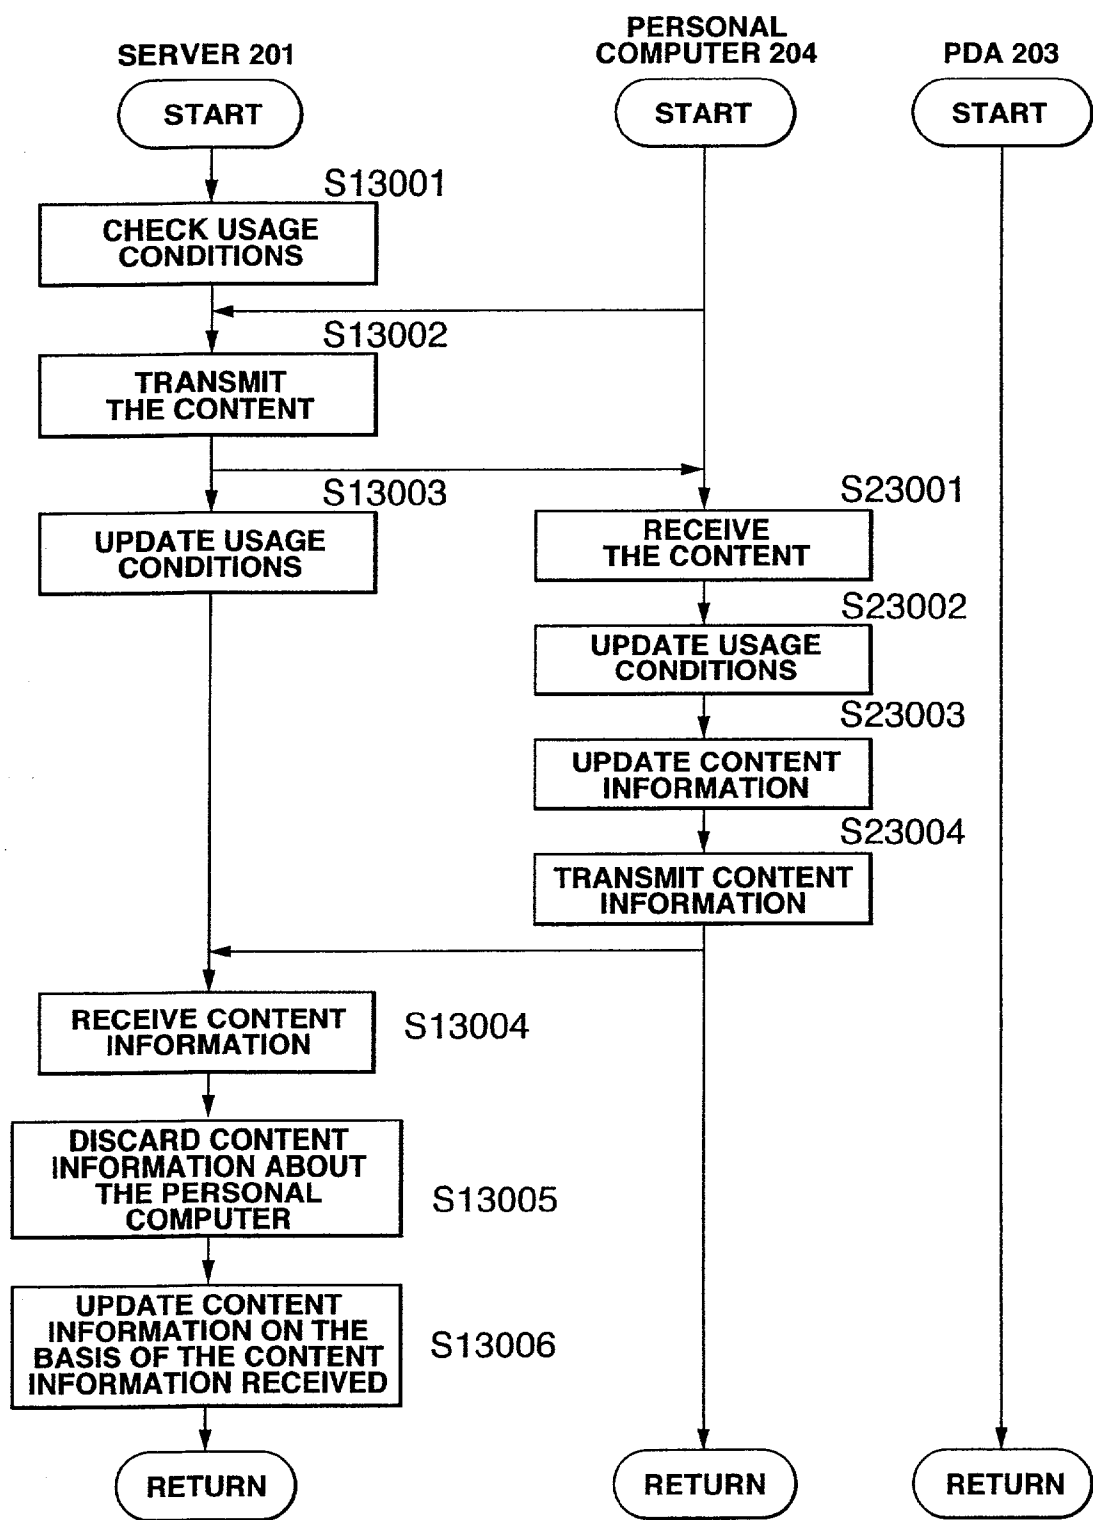 SERVER 201
PERSONAL
COMPUTER 204
PDA 203
START
START
START
S13001
CHECK USAGE
CONDITIONS
S13002
TRANSMIT
THE CONTENT
S13003
UPDATE USAGE
CONDITIONS
S23001
RECEIVE
THE CONTENT
S23002
UPDATE USAGE
CONDITIONS
S23003
UPDATE CONTENT
INFORMATION
S23004
TRANSMIT CONTENT
INFORMATION
RECEIVE CONTENT
INFORMATION
S13004
DISCARD CONTENT
INFORMATION ABOUT
THE PERSONAL
COMPUTER
S13005
UPDATE CONTENT
INFORMATION ON THE
BASIS OF THE CONTENT
INFORMATION RECEIVED
S13006
RETURN
RETURN
RETURN